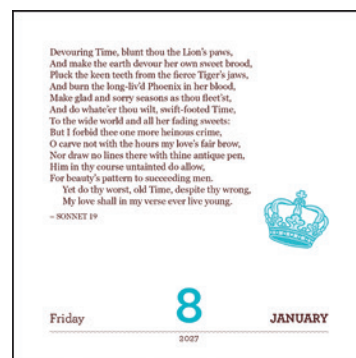 Devouring Time, blunt thou the Lion's paws,
And make the earth devour her own sweet brood,
Pluck the keen teeth from the fierce Tiger's jaws,
And burn the long-liv'd Phoenix in her blood,
Make glad and sorry seasons as thou fleet'st,
And do whate'er thou wilt, swift-footed Time,
To the wide world and all her fading sweets:
But I forbid thee one more heinous crime,
O carve not with the hours my love's fair brow,
Nor draw no lines there with thine antique pen,
Him in thy course untainted do allow,
For beauty's pattern to succeeding men.
Yet do thy worst, old Time, despite thy wrong,
My love shall in my verse ever live young.
– SONNET 19
Friday 8 JANUARY
2027